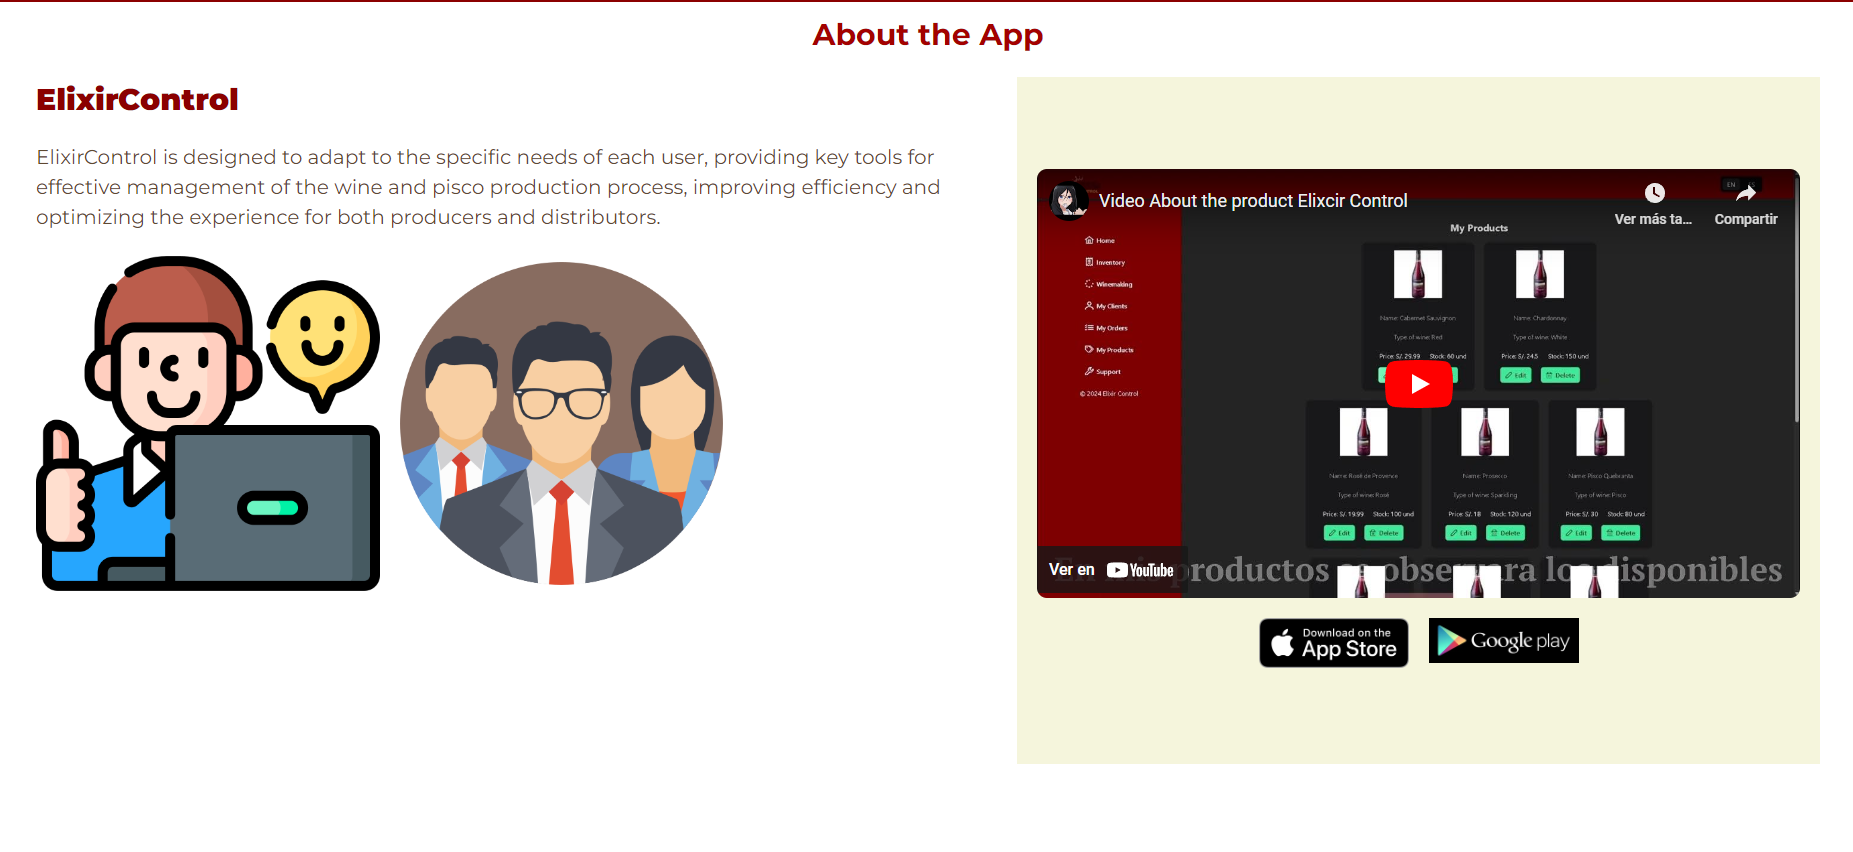 About the App
ElixirControl
ElixirControl is designed to adapt to the specific needs of each user, providing key tools for
effective management of the wine and pisco production process, improving efficiency and
optimizing the experience for both producers and distributors.
Video About the product Elixcir Control
EN
Ver más ta...
Compartir
Home
Inventory
Winemaking
My Clients
My Orders
My Products
Support
© 2024 Elixir Control
My Products
Name: Cabernet Sauvignon
Type of wine: Red
Price: S/. 29.99 Stock: 60 und
Name: Chardonnay
Type of wine: White
Price: S/. 24.5 Stock: 150 und
Edit Delete
Name: Rosé de Provence
Type of wine: Rosé
Price: S/. 19.99 Stock: 100 und
Edit Delete
Name: Prosecco
Type of wine: Sparkling
Price: S/. 18 Stock: 120 und
Edit Delete
Name: Pisco Quebranta
Type of wine: Pisco
Price: S/. 30 Stock: 80 und
Edit Delete
productos disponibles
Ver en YouTube
Download on the
App Store
Google play